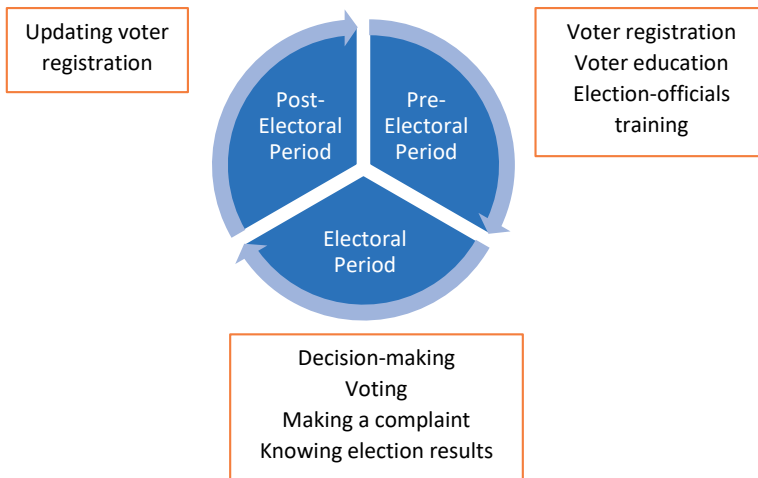 Updating voter
registration
Post-
Electoral
Period
Pre-
Electoral
Period
Voter registration
Voter education
Election-officials
training
Electoral
Period
Decision-making
Voting
Making a complaint
Knowing election results